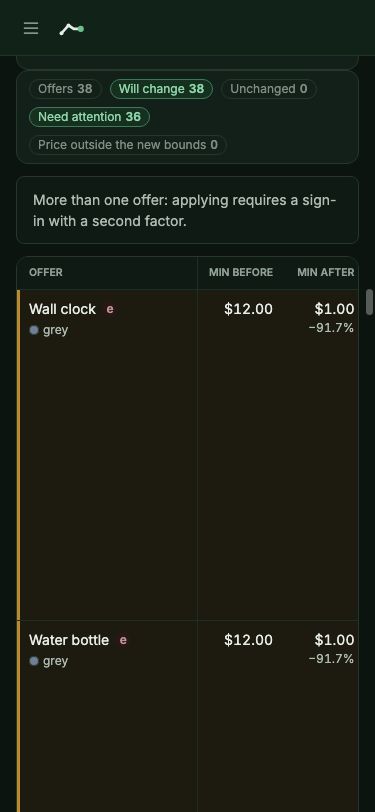 Offers 38 Will change 38 Unchanged 0
Need attention 36
Price outside the new bounds 0
More than one offer: applying requires a sign-
in with a second factor.
OFFER MIN BEFORE MIN AFTER
Wall clock e $12.00 $1.00
grey −91.7%
Water bottle e $12.00 $1.00
grey −91.7%